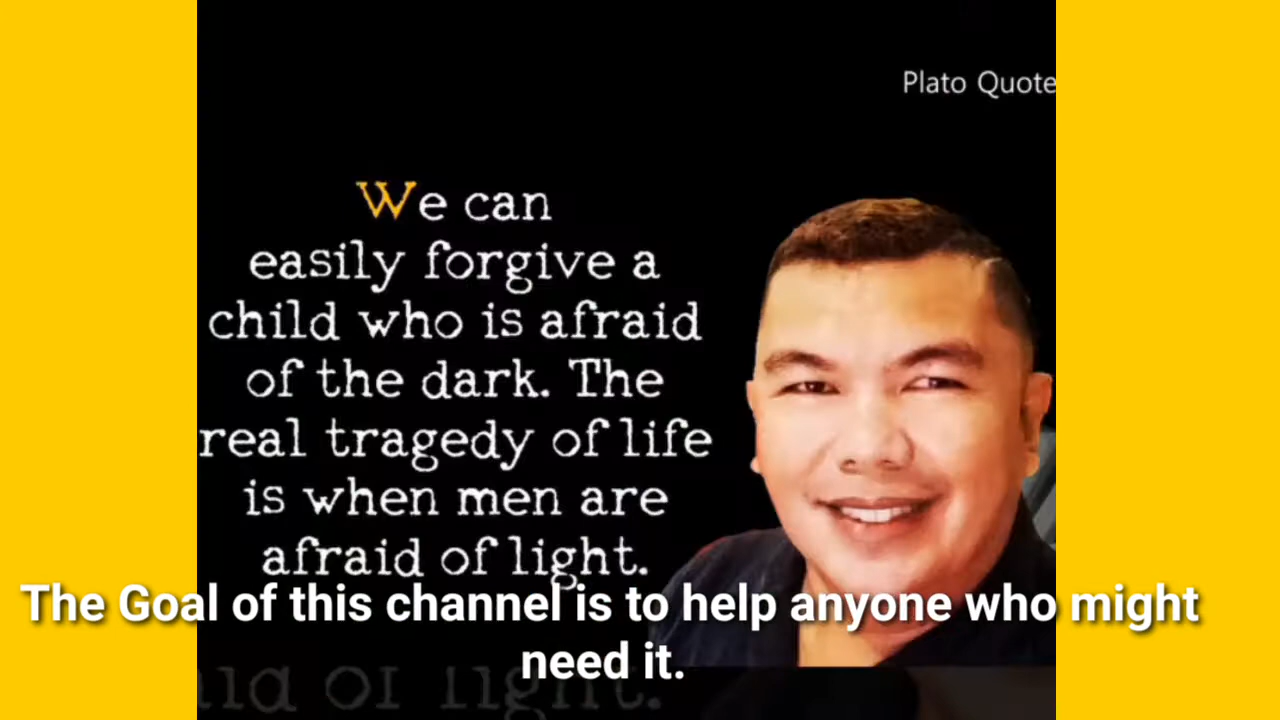 Plato Quote
We can
easily forgive a
child who is afraid
of the dark. The
real tragedy of life
is when men are
afraid of light.
The Goal of this channel is to help anyone who might
need it.
of light.